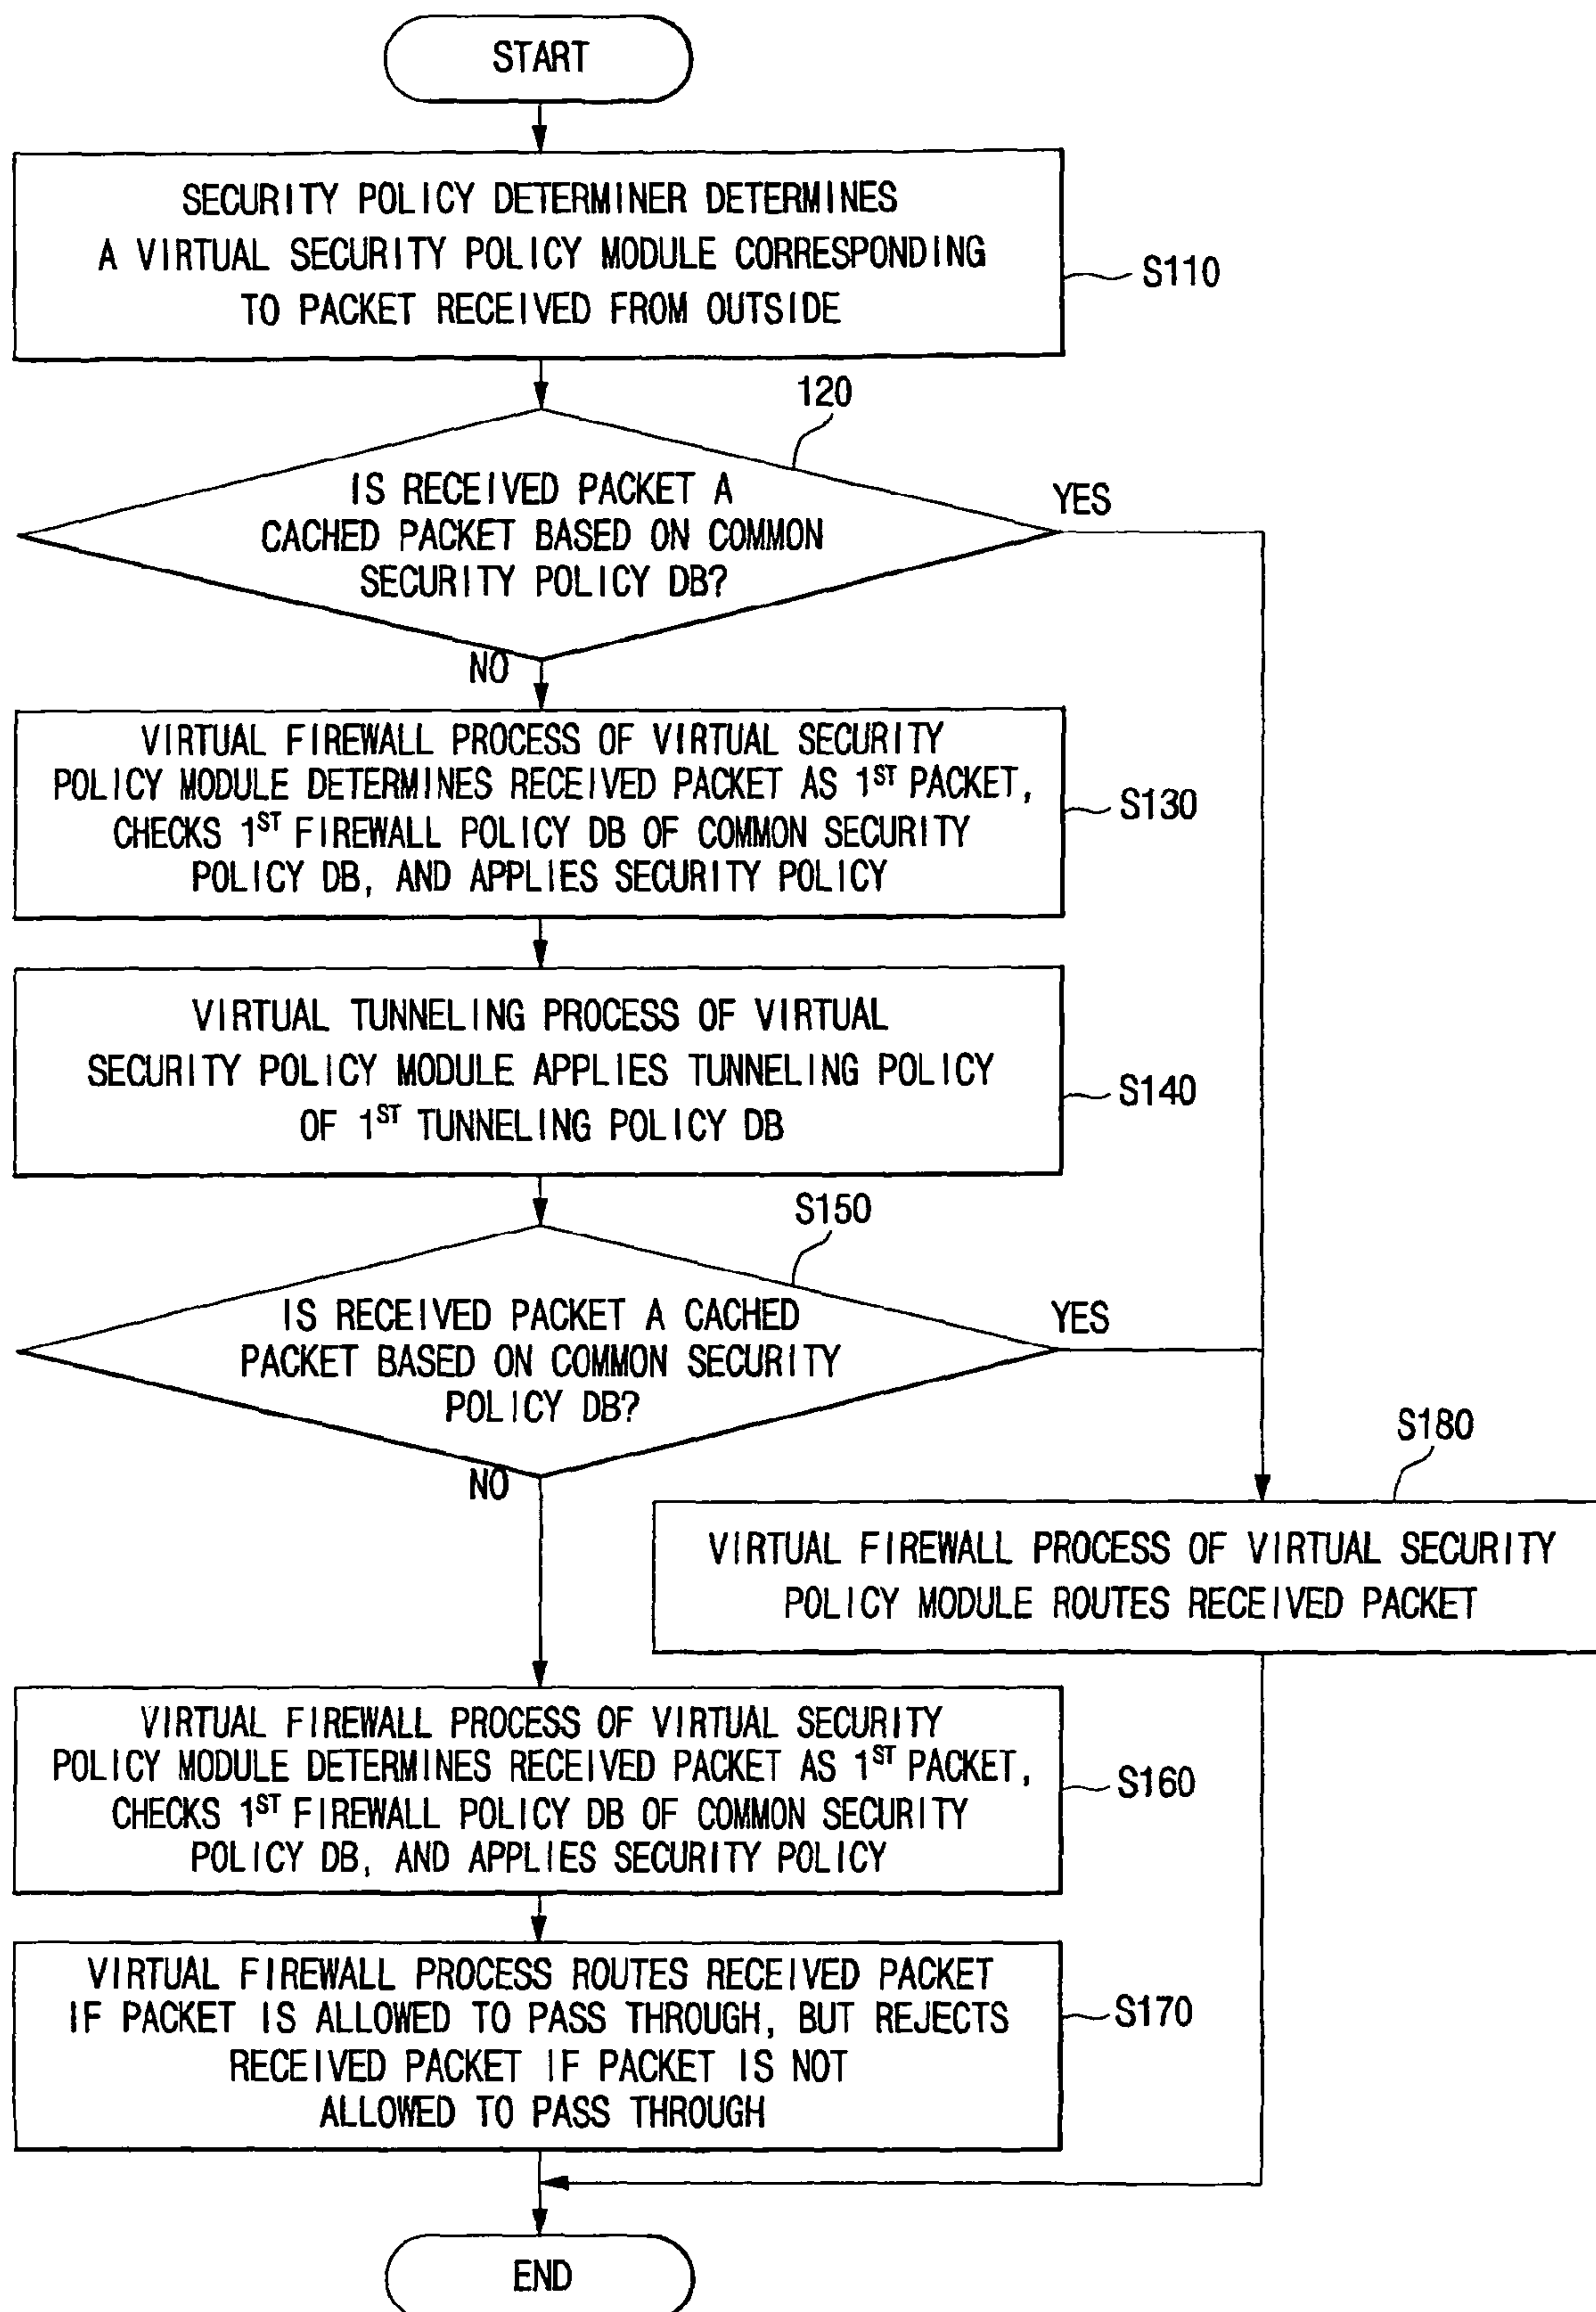 START
SECURITY POLICY DETERMINER DETERMINES
A VIRTUAL SECURITY POLICY MODULE CORRESPONDING
TO PACKET RECEIVED FROM OUTSIDE
S110
120
IS RECEIVED PACKET A
CACHED PACKET BASED ON COMMON
SECURITY POLICY DB?
YES
NO
VIRTUAL FIREWALL PROCESS OF VIRTUAL SECURITY
POLICY MODULE DETERMINES RECEIVED PACKET AS 1ST PACKET,
CHECKS 1ST FIREWALL POLICY DB OF COMMON SECURITY
POLICY DB, AND APPLIES SECURITY POLICY
S130
VIRTUAL TUNNELING PROCESS OF VIRTUAL
SECURITY POLICY MODULE APPLIES TUNNELING POLICY
OF 1ST TUNNELING POLICY DB
S140
S150
IS RECEIVED PACKET A CACHED
PACKET BASED ON COMMON SECURITY
POLICY DB?
YES
NO
S180
VIRTUAL FIREWALL PROCESS OF VIRTUAL SECURITY
POLICY MODULE ROUTES RECEIVED PACKET
VIRTUAL FIREWALL PROCESS OF VIRTUAL SECURITY
POLICY MODULE DETERMINES RECEIVED PACKET AS 1ST PACKET,
CHECKS 1ST FIREWALL POLICY DB OF COMMON SECURITY
POLICY DB, AND APPLIES SECURITY POLICY
S160
VIRTUAL FIREWALL PROCESS ROUTES RECEIVED PACKET
IF PACKET IS ALLOWED TO PASS THROUGH, BUT REJECTS
RECEIVED PACKET IF PACKET IS NOT
ALLOWED TO PASS THROUGH
S170
END